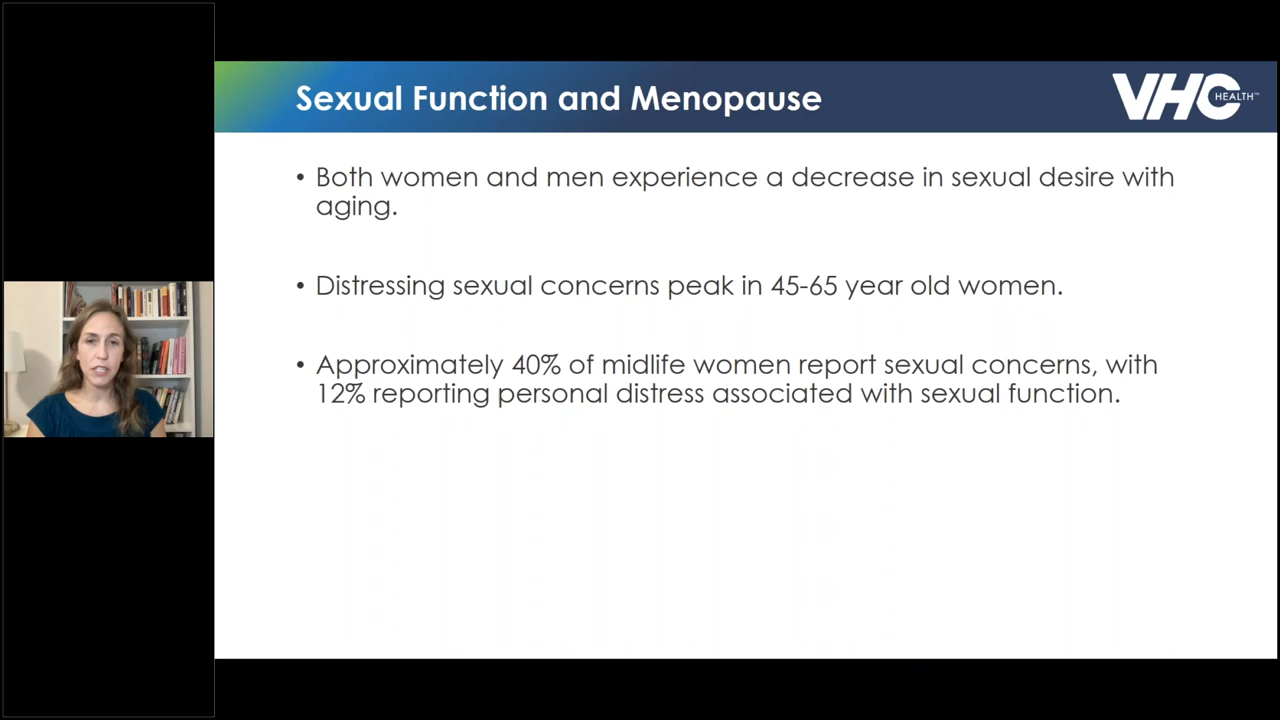 Sexual Function and Menopause
VHC HEALTH™
• Both women and men experience a decrease in sexual desire with
aging.
• Distressing sexual concerns peak in 45-65 year old women.
• Approximately 40% of midlife women report sexual concerns, with
12% reporting personal distress associated with sexual function.